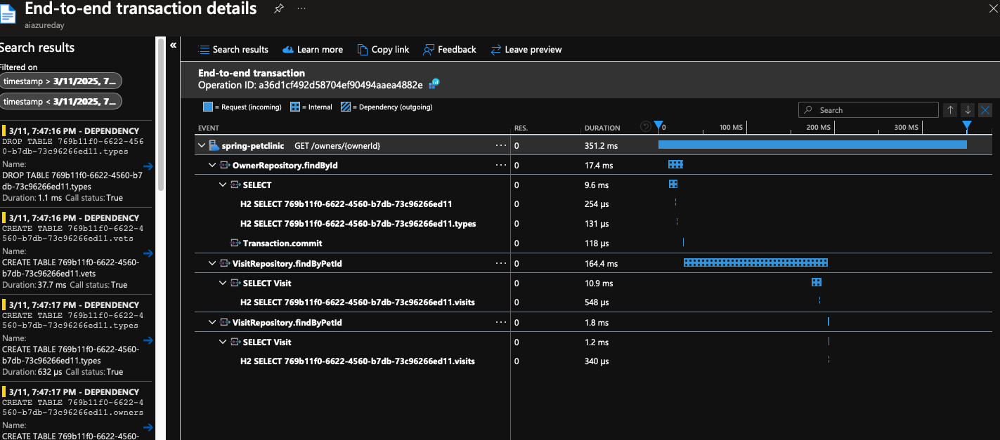 End-to-end transaction details
aiazureday
Search results
Filtered on
timestamp > 3/11/2025, 7...
timestamp < 3/11/2025, 7...
3/11, 7:47:16 PM - DEPENDENCY
DROP TABLE 769b11f0-6622-456
0-b7db-73c96266ed11.types
Name:
DROP TABLE 769b11f0-6622-4560-b7
db-73c96266ed11.types
Duration: 1.1 ms Call status: True
3/11, 7:47:16 PM - DEPENDENCY
CREATE TABLE 769b11f0-6622-4
560-b7db-73c96266ed11.vets
Name:
CREATE TABLE 769b11f0-6622-4560-
b7db-73c96266ed11.vets
Duration: 37.7 ms Call status: True
3/11, 7:47:17 PM - DEPENDENCY
CREATE TABLE 769b11f0-6622-4
560-b7db-73c96266ed11.types
Name:
CREATE TABLE 769b11f0-6622-4560-
b7db-73c96266ed11.types
Duration: 632 µs Call status: True
3/11, 7:47:17 PM - DEPENDENCY
CREATE TABLE 769b11f0-6622-4
560-b7db-73c96266ed11.owners
Name:
CREATE TABLE 769b11f0-6622-4560-
Search results Learn more Copy link Feedback Leave preview
End-to-end transaction
Operation ID: a36d1cf492d58704ef90494aaea4882e
= Request (incoming) = Internal = Dependency (outgoing)
Search
EVENT RES. DURATION 0 100 MS 200 MS 300 MS
spring-petclinic GET /owners/{ownerId} ... 0 351.2 ms
OwnerRepository.findById ... 0 17.4 ms
SELECT 0 9.6 ms
H2 SELECT 769b11f0-6622-4560-b7db-73c96266ed11 0 254 µs
H2 SELECT 769b11f0-6622-4560-b7db-73c96266ed11.types 0 131 µs
Transaction.commit 0 118 µs
VisitRepository.findByPetId ... 0 164.4 ms
SELECT Visit 0 10.9 ms
H2 SELECT 769b11f0-6622-4560-b7db-73c96266ed11.visits 0 548 µs
VisitRepository.findByPetId ... 0 1.8 ms
SELECT Visit 0 1.2 ms
H2 SELECT 769b11f0-6622-4560-b7db-73c96266ed11.visits 0 340 µs